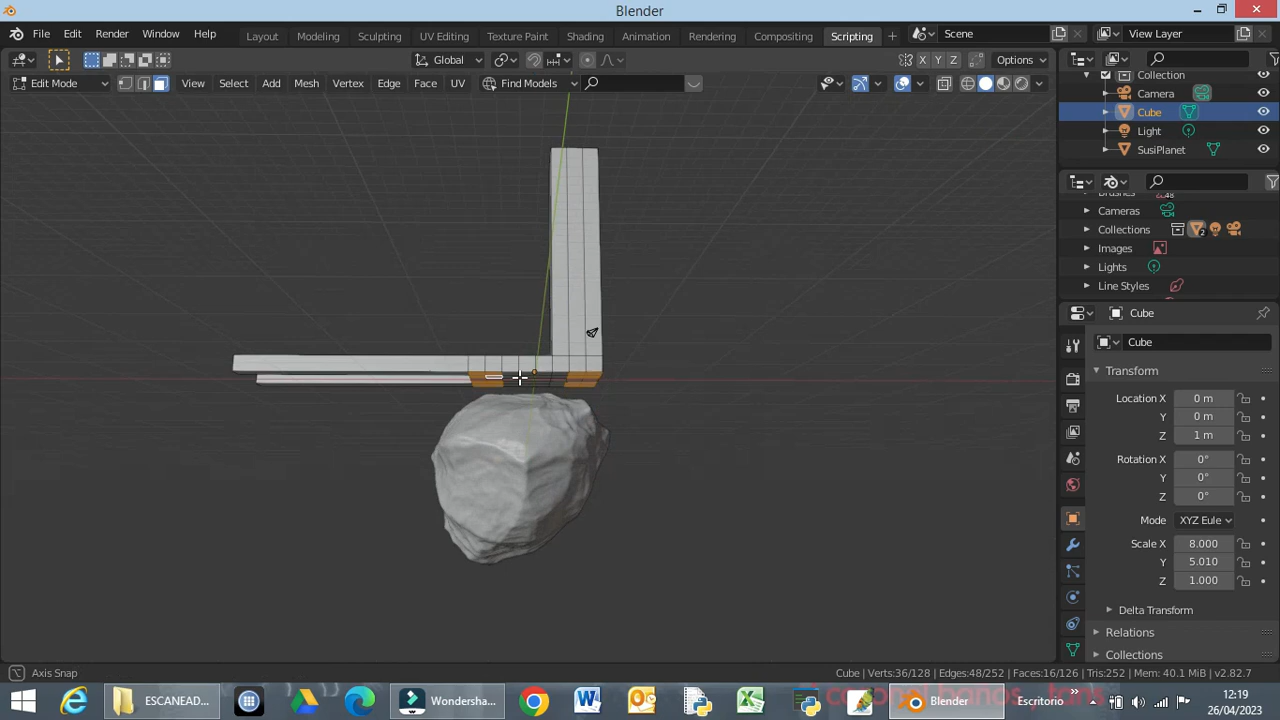 Blender
File Edit Render Window Help Layout Modeling Sculpting UV Editing Texture Paint Shading Animation Rendering Compositing Scripting + Scene View Layer
Global X Y Z Options
Edit Mode View Select Add Mesh Vertex Edge Face UV Find Models
Collection
Camera
Cube
Light
SusiPlanet
Cameras
Collections
Images
Lights
Line Styles
Cube
Cube
Transform
Location X 0 m
Y 0 m
Z 1 m
Rotation X 0°
Y 0°
Z 0°
Mode XYZ Eule
Scale X 8.000
Y 5.010
Z 1.000
Delta Transform
Relations
Collections
Axis Snap Cube | Verts:36/128 | Edges:48/252 | Faces:16/126 | Tris:252 | Mem: 40.1 MiB | v2.82.7
ESCANEAD... Wondersha... Blender Escritorio 12:19
26/04/2023